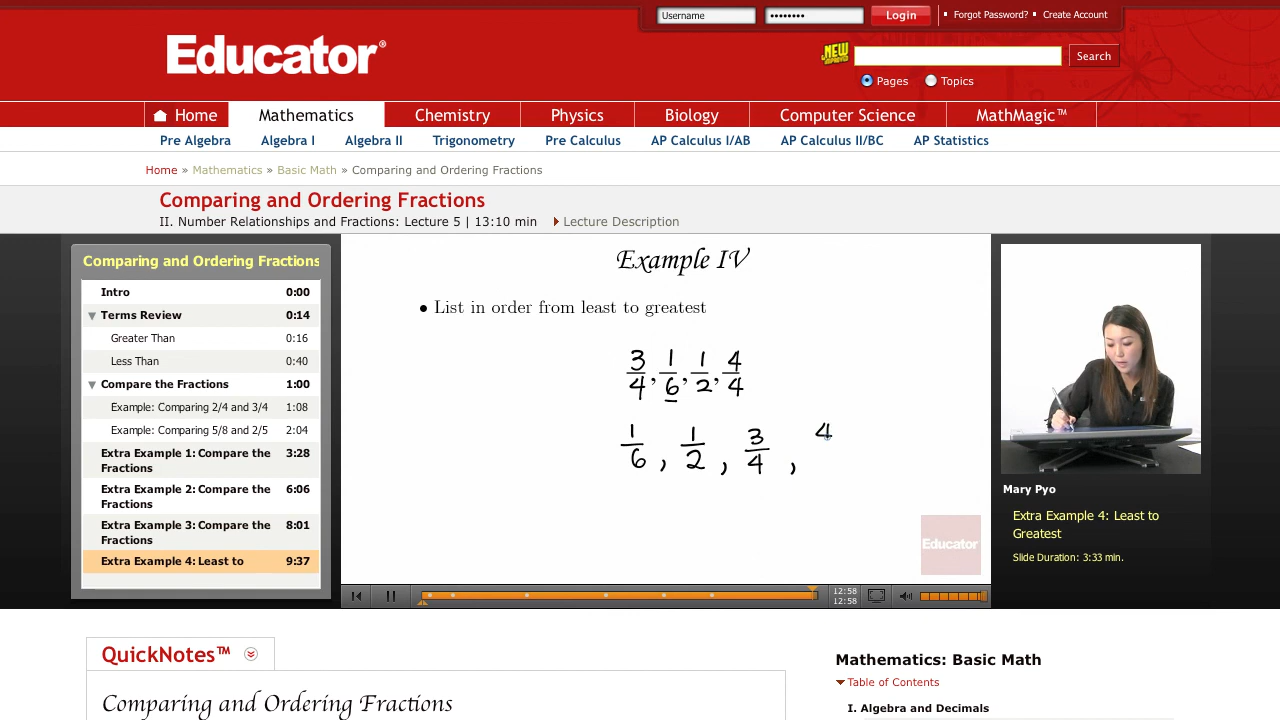 Username
••••••••
Login
Forgot Password?
Create Account
Educator®
NEW
Search
Pages
Topics
Home
Mathematics
Chemistry
Physics
Biology
Computer Science
MathMagic™
Pre Algebra
Algebra I
Algebra II
Trigonometry
Pre Calculus
AP Calculus I/AB
AP Calculus II/BC
AP Statistics
Home » Mathematics » Basic Math » Comparing and Ordering Fractions
Comparing and Ordering Fractions
II. Number Relationships and Fractions: Lecture 5 | 13:10 min
Lecture Description
Comparing and Ordering Fractions
Intro 0:00
Terms Review 0:14
Greater Than 0:16
Less Than 0:40
Compare the Fractions 1:00
Example: Comparing 2/4 and 3/4 1:08
Example: Comparing 5/8 and 2/5 2:04
Extra Example 1: Compare the 3:28
Fractions
Extra Example 2: Compare the 6:06
Fractions
Extra Example 3: Compare the 8:01
Fractions
Extra Example 4: Least to 9:37
Example IV
• List in order from least to greatest
3/4, 1/6, 1/2, 4/4
1/6, 1/2, 3/4, 4
Educator
12:58
12:58
Mary Pyo
Extra Example 4: Least to
Greatest
Slide Duration: 3:33 min.
QuickNotes™
Comparing and Ordering Fractions
Mathematics: Basic Math
Table of Contents
I. Algebra and Decimals